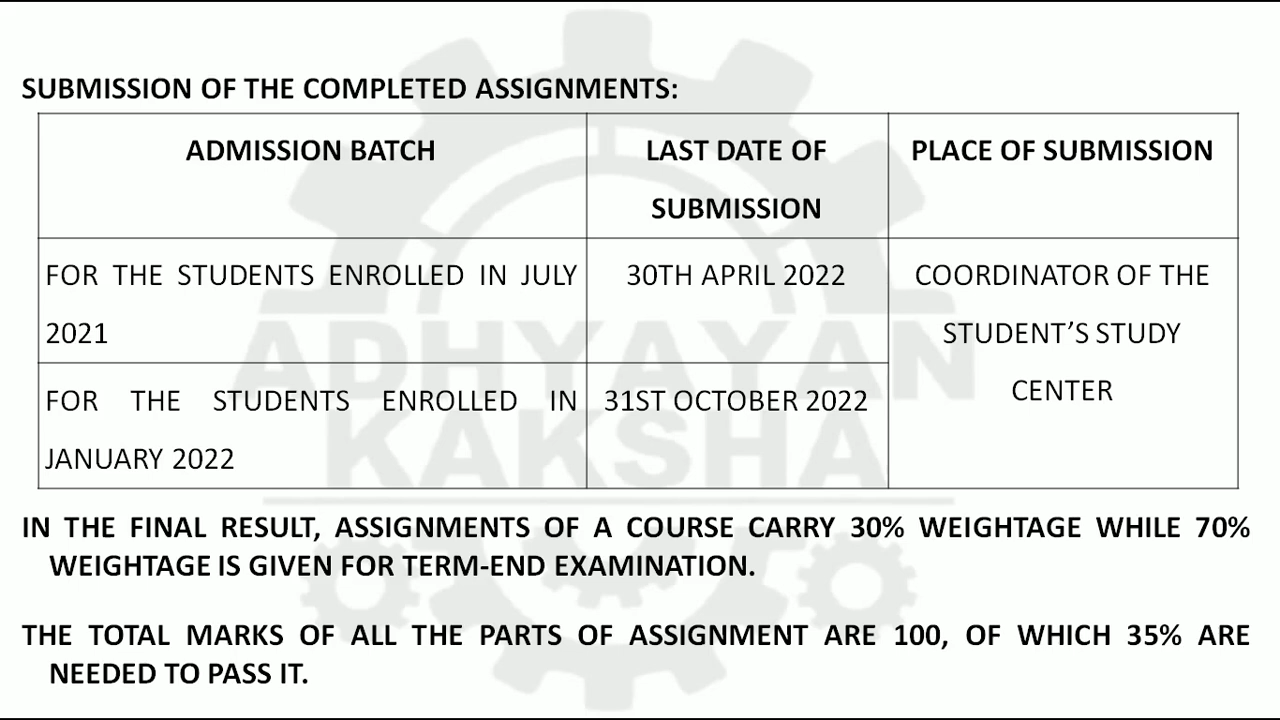 SUBMISSION OF THE COMPLETED ASSIGNMENTS:
ADMISSION BATCH
LAST DATE OF
SUBMISSION
PLACE OF SUBMISSION
FOR THE STUDENTS ENROLLED IN JULY
2021
30TH APRIL 2022
COORDINATOR OF THE
STUDENT’S STUDY
CENTER
FOR THE STUDENTS ENROLLED IN
JANUARY 2022
31ST OCTOBER 2022
ADHYAYAN
KAKSHA
IN THE FINAL RESULT, ASSIGNMENTS OF A COURSE CARRY 30% WEIGHTAGE WHILE 70%
WEIGHTAGE IS GIVEN FOR TERM-END EXAMINATION.
THE TOTAL MARKS OF ALL THE PARTS OF ASSIGNMENT ARE 100, OF WHICH 35% ARE
NEEDED TO PASS IT.